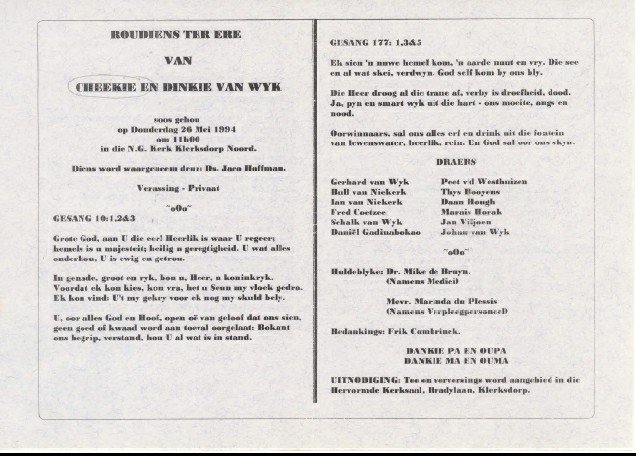 ROUDIENS TER ERE
VAN
CHEEKIE EN DINKIE VAN WYK
soos gehou
op Donderdag 26 Mei 1994
om 11h00
in die N.G. Kerk Klerksdorp Noord.
Diens word waargeneem deur: Ds. Jaco Hoffman.
Verassing - Privaat
~oOo~
GESANG 10:1,2&3
Grote God, aan U die eer! Heerlik is waar U regeer;
hemels is u majesteit; heilig u geregtigheid. U wat alles
onderhou, U is ewig en getrou.
In genade, groot en ryk, bou u, Heer, u koninkryk.
Voordat ek kon kies, kon vra, het u Seun my vloek gedra.
Ek kon vind: U't my gekry voor ek nog my skuld bely.
U, oor alles God en Hoof, open of van geloof dat ons sien,
geen goed of kwaad word aan toeval oorgelaat: Bokant
ons begrip, verstand, hou U al wat is in stand.
GESANG 177: 1,3&5
Ek sien 'n nuwe hemel kom, 'n aarde nuut en vry. Die see
en al wat skei, verdwyn. God self kom by ons bly.
Die Heer droog al die trane af, verby is droefheid, dood.
Ja, pyn en smart wyk uit die hart - ons moeite, angs en
nood.
Oorwinnaars, sal ons alles erf en drink uit die fontein
van lewenswater, heerlik, rein. En God sal oor ons skyn.
DRAERS
Gerhard van Wyk Peet v/d Westhuizen
Bull van Niekerk Thys Booyens
Ian van Niekerk Daan Rough
Fred Coetzee Marais Horak
Schalk van Wyk Jan Viljoen
Daniël Gadinabokao Johan van Wyk
~oOo~
Huldeblyke: Dr. Mike de Bruyn.
(Namens Medici)
Mevr. Marinda du Plessis
(Namens Verpleegpersoneel)
Bedankings: Frik Combrinck.
DANKIE PA EN OUPA
DANKIE MA EN OUMA
UITNODIGING: Tee en verversings word aangebied in die
Hervormde Kerksaal, Bradylaan, Klerksdorp.